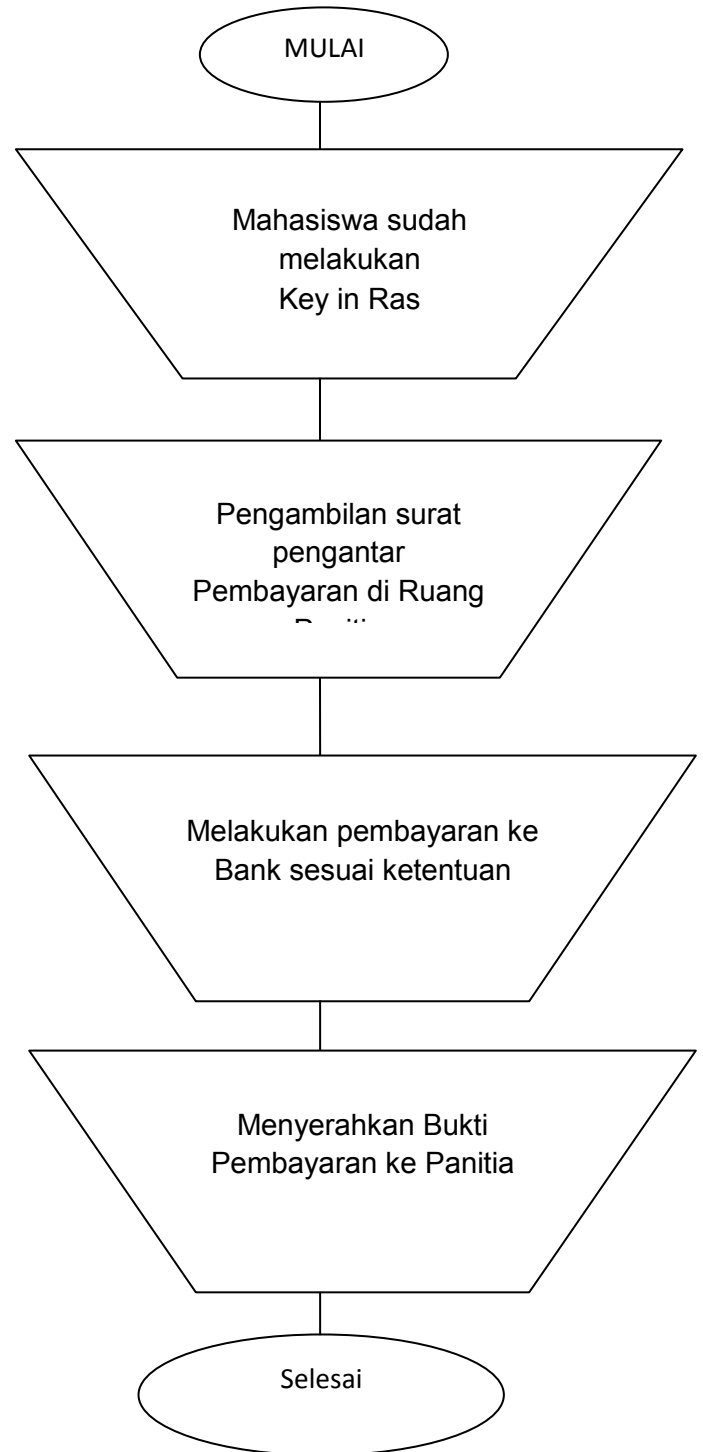 MULAI
Mahasiswa sudah
melakukan
Key in Ras
Pengambilan surat
pengantar
Pembayaran di Ruang
Melakukan pembayaran ke
Bank sesuai ketentuan
Menyerahkan Bukti
Pembayaran ke Panitia
Selesai